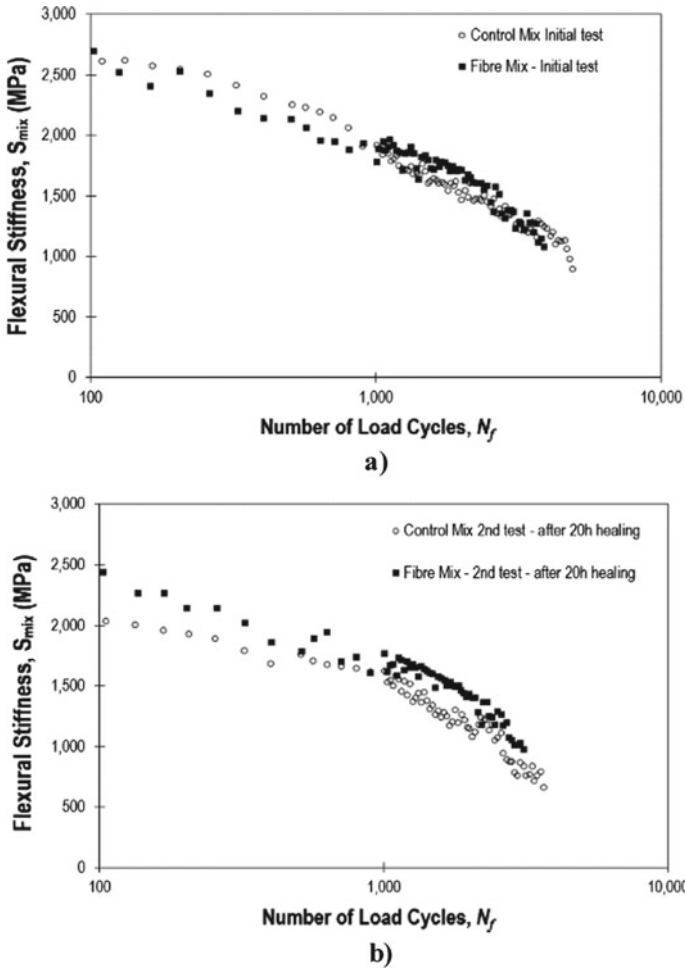 3,000
2,500
2,000
1,500
1,000
500
0
Flexural Stiffness, Smix (MPa)
Control Mix Initial test
Fibre Mix - Initial test
100
1,000
10,000
Number of Load Cycles, Nf
a)
3,000
2,500
2,000
1,500
1,000
500
0
Flexural Stiffness, Smix (MPa)
Control Mix 2nd test - after 20h healing
Fibre Mix - 2nd test - after 20h healing
100
1,000
10,000
Number of Load Cycles, Nf
b)